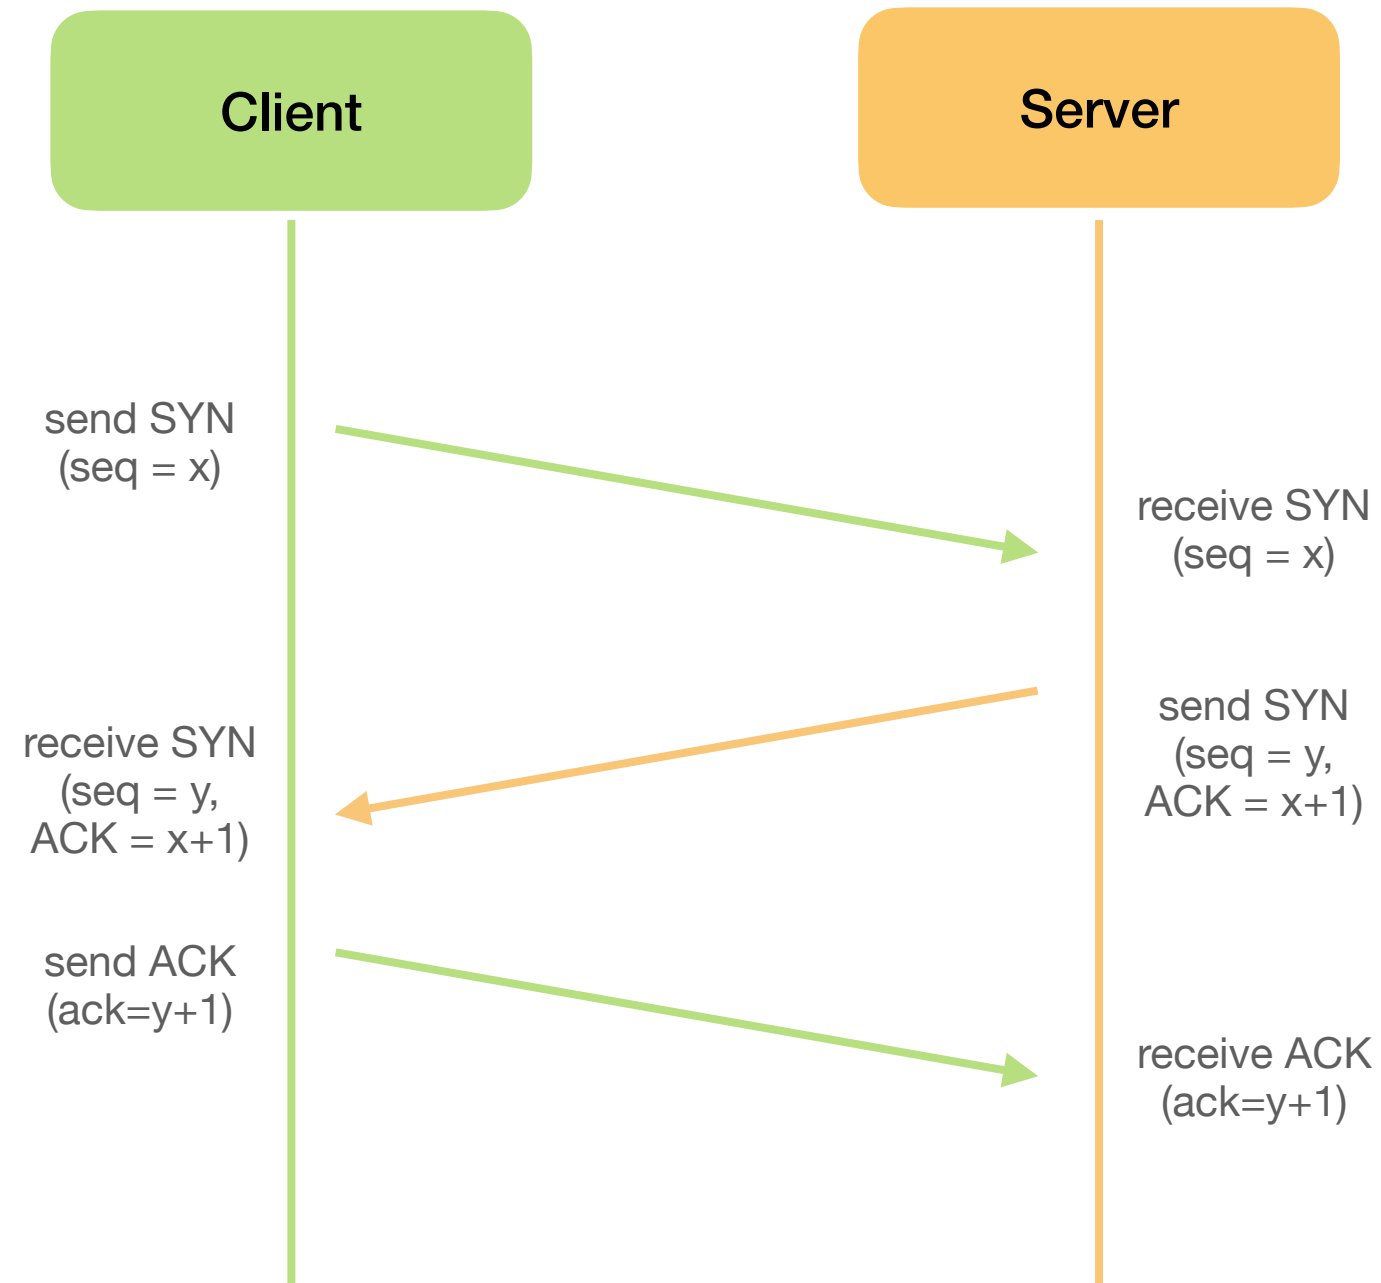 Client
Server
send SYN
(seq = x)
receive SYN
(seq = x)
send SYN
(seq = y,
ACK = x+1)
receive SYN
(seq = y,
ACK = x+1)
send ACK
(ack=y+1)
receive ACK
(ack=y+1)